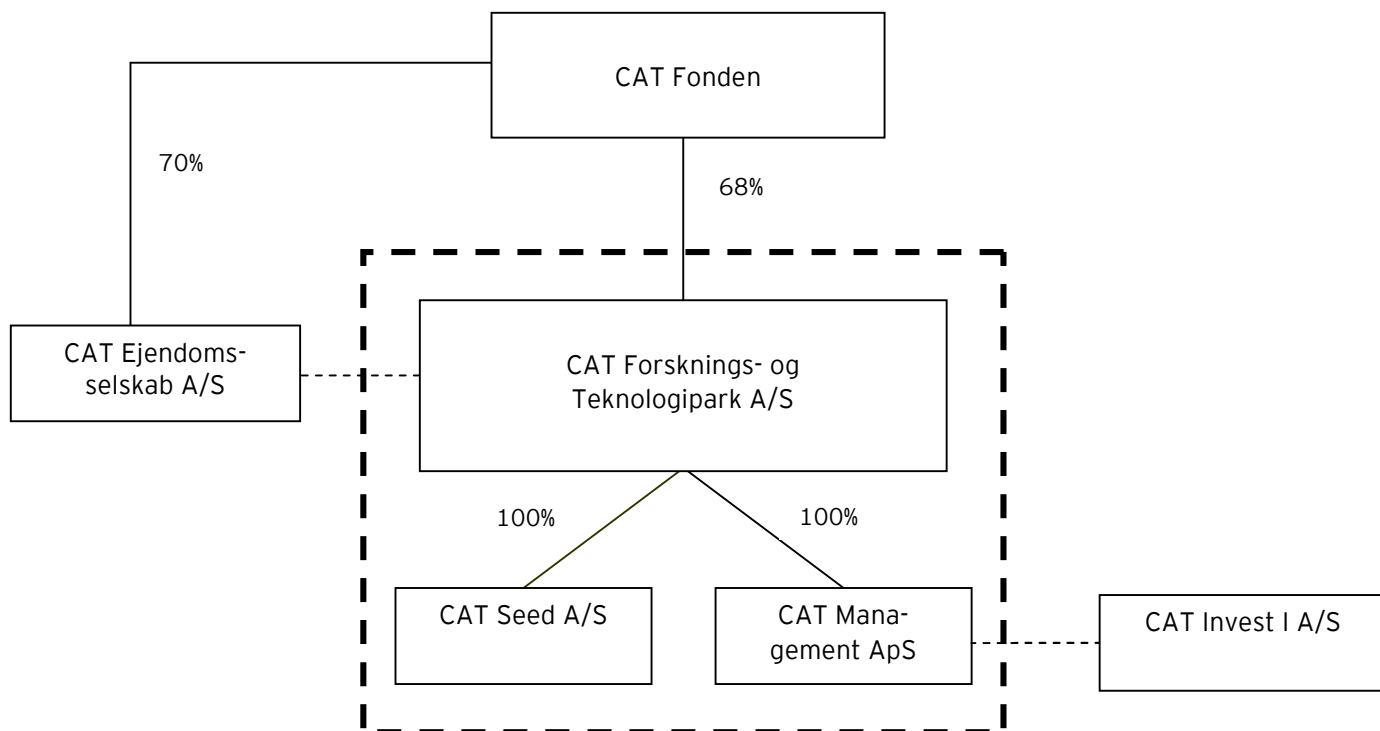 CAT Fonden
70%
68%
CAT Ejendoms-
selskab A/S
CAT Forsknings- og
Teknologipark A/S
100%
100%
CAT Seed A/S
CAT Mana-
gement ApS
CAT Invest I A/S